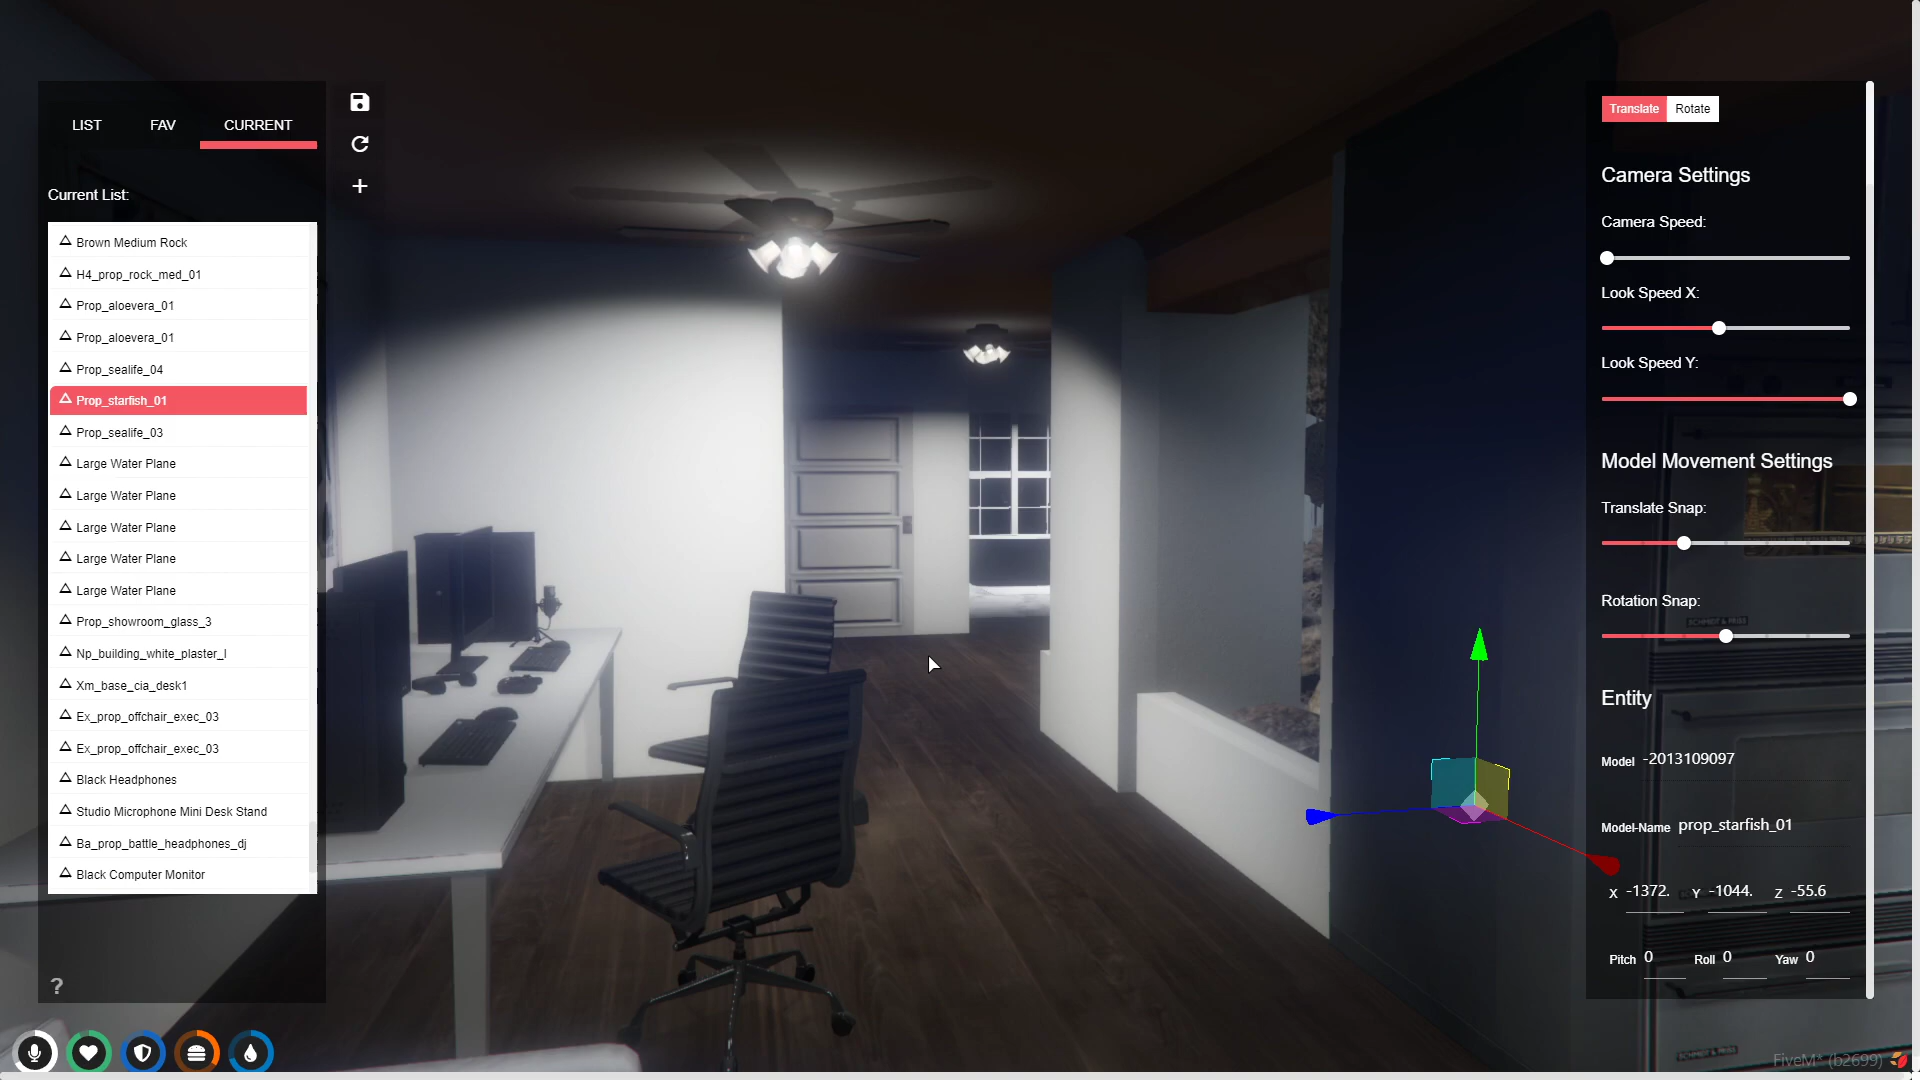 LIST FAV CURRENT
Current List:
Brown Medium Rock
H4_prop_rock_med_01
Prop_aloevera_01
Prop_aloevera_01
Prop_sealife_04
Prop_starfish_01
Prop_sealife_03
Large Water Plane
Large Water Plane
Large Water Plane
Large Water Plane
Large Water Plane
Prop_showroom_glass_3
Np_building_white_plaster_l
Xm_base_cia_desk1
Ex_prop_offchair_exec_03
Ex_prop_offchair_exec_03
Black Headphones
Studio Microphone Mini Desk Stand
Ba_prop_battle_headphones_dj
Black Computer Monitor
?
Translate Rotate
Camera Settings
Camera Speed:
Look Speed X:
Look Speed Y:
Model Movement Settings
Translate Snap:
Rotation Snap:
SCHMIDT & PRIES
Entity
Model -2013109097
Model-Name prop_starfish_01
X -1372. Y -1044. Z -55.6
Pitch 0 Roll 0 Yaw 0
SCHMIDT & PRIES
FiveM* (b2699)